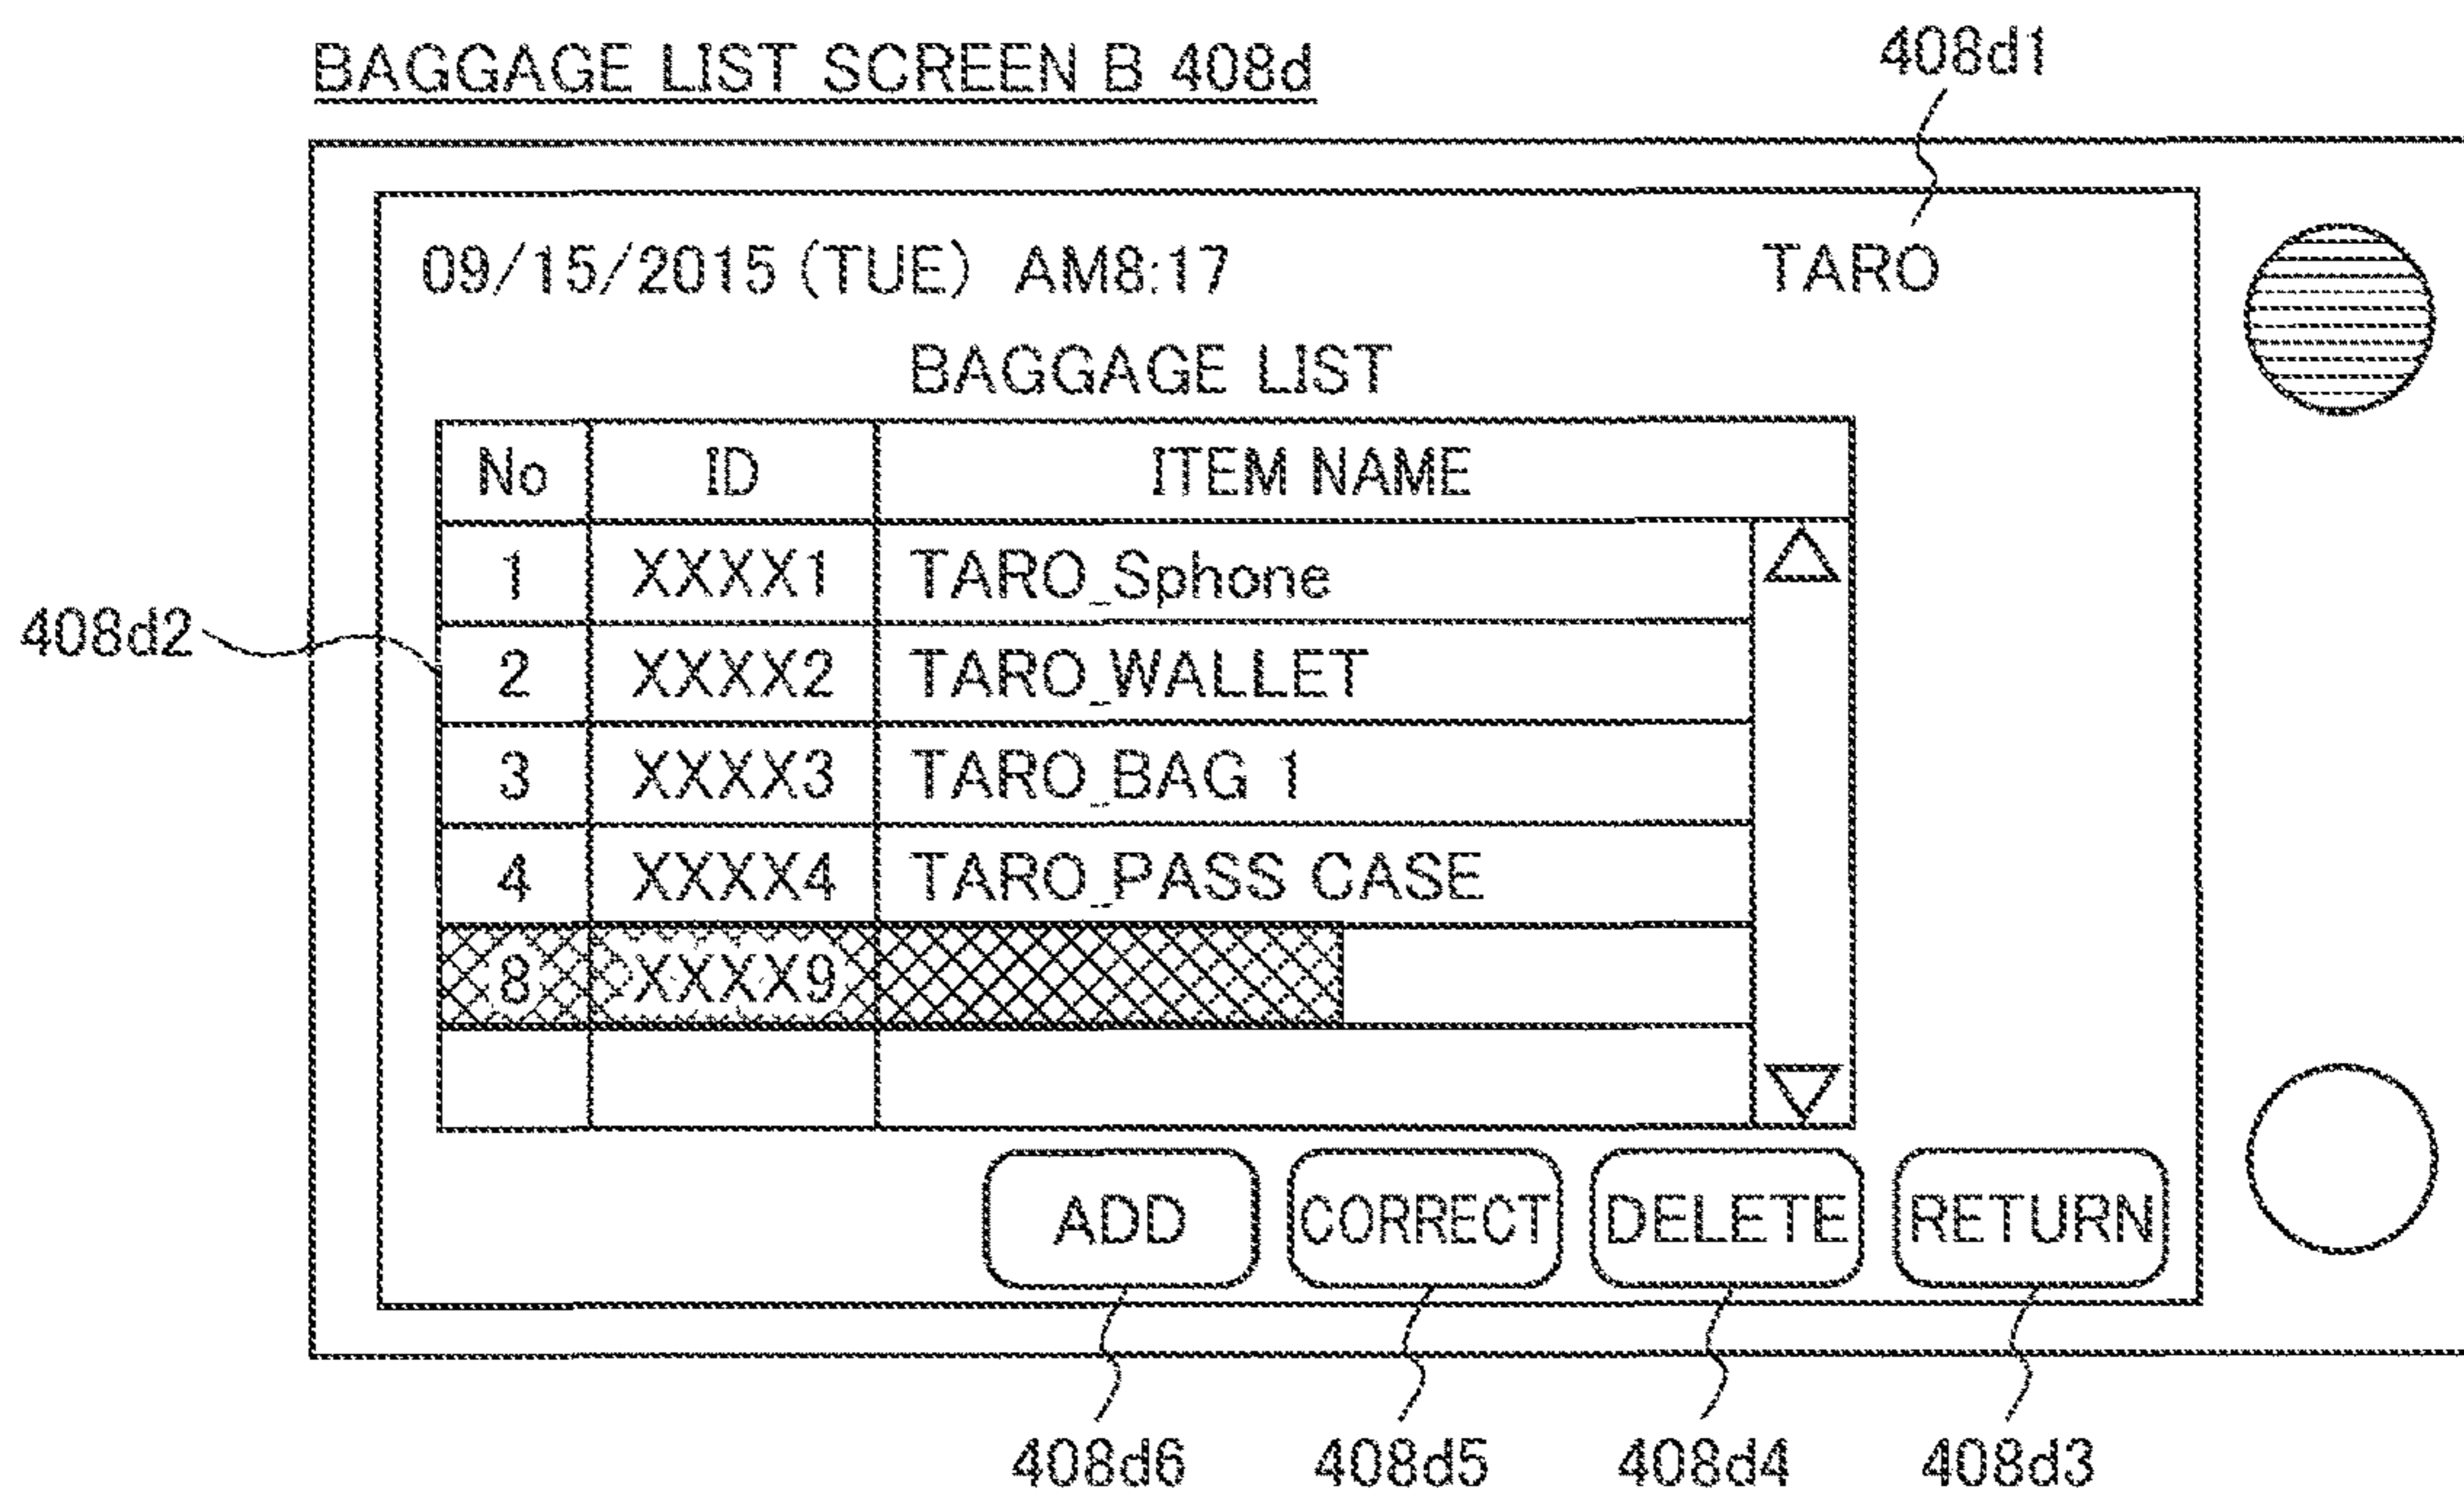 BAGGAGE LIST SCREEN B 408d
408d1
09/15/2015 (TUE) AM8:17 TARO
BAGGAGE LIST
No ID ITEM NAME
1 XXXX1 TARO_Sphone
408d2
2 XXXX2 TARO_WALLET
3 XXXX3 TARO_BAG 1
4 XXXX4 TARO_PASS CASE
8 XXXX9
ADD CORRECT DELETE RETURN
408d6 408d5 408d4 408d3